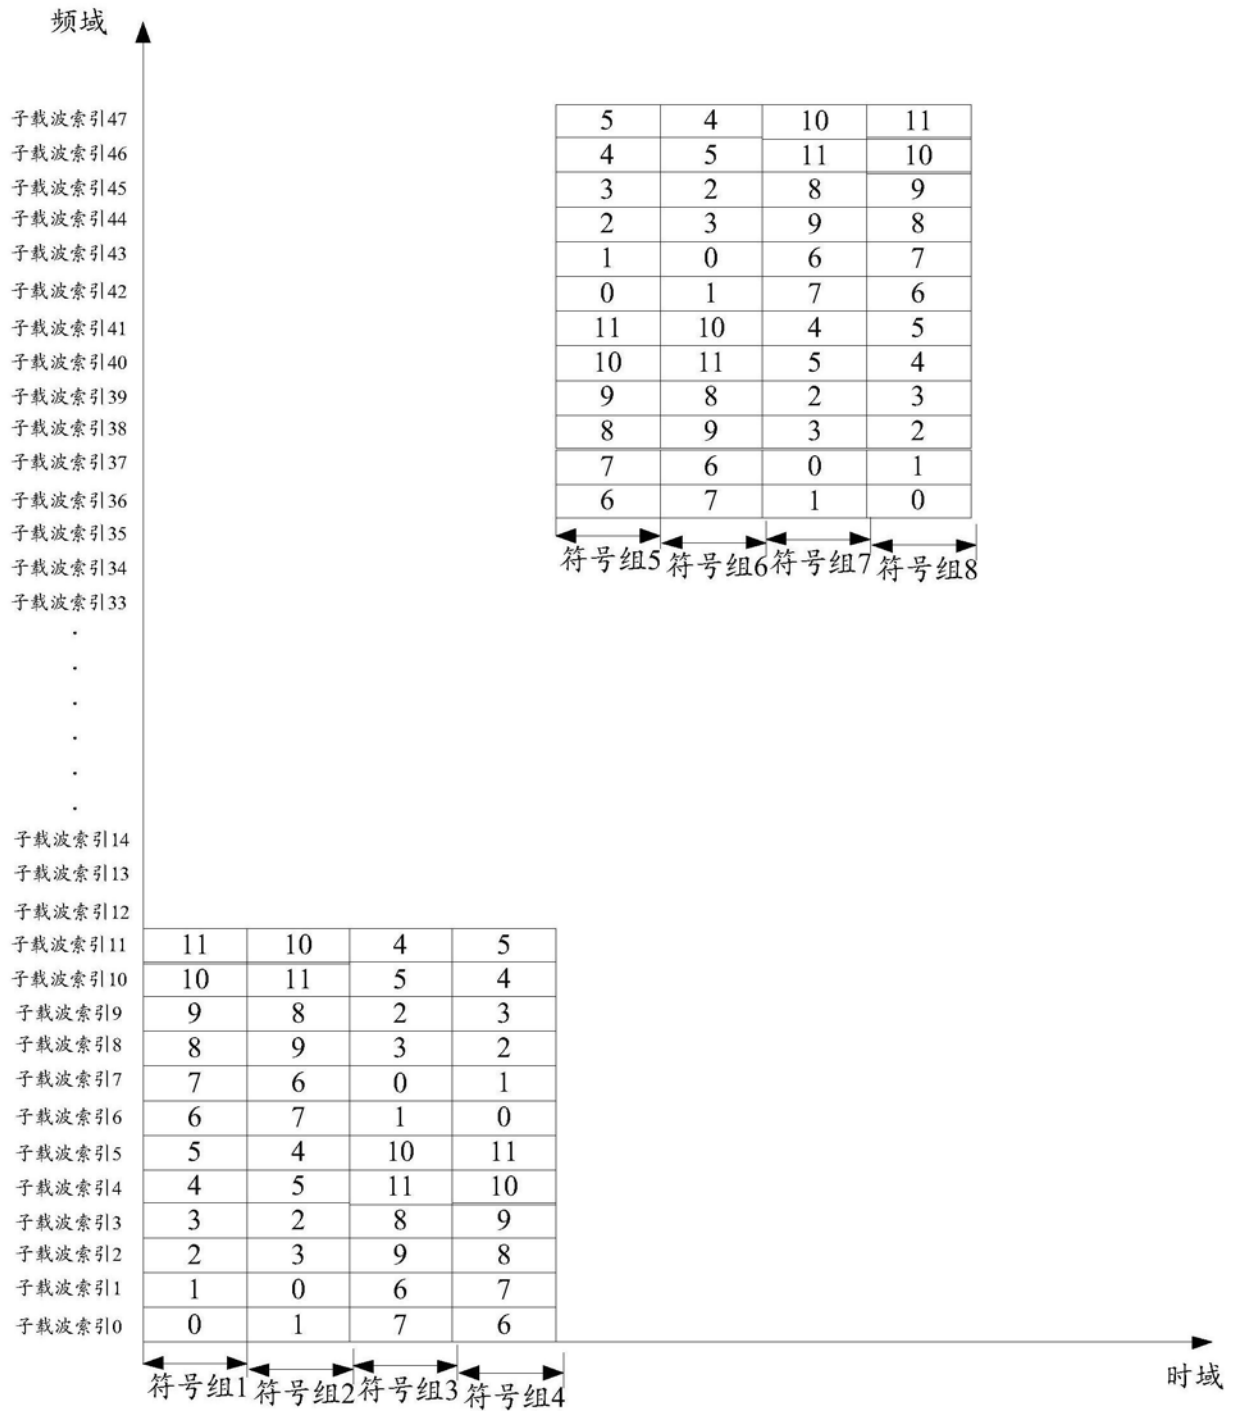 频域
子载波索引47 5 4 10 11
子载波索引46 4 5 11 10
子载波索引45 3 2 8 9
子载波索引44 2 3 9 8
子载波索引43 1 0 6 7
子载波索引42 0 1 7 6
子载波索引41 11 10 4 5
子载波索引40 10 11 5 4
子载波索引39 9 8 2 3
子载波索引38 8 9 3 2
子载波索引37 7 6 0 1
子载波索引36 6 7 1 0
子载波索引35
符号组5 符号组6 符号组7 符号组8
子载波索引34
子载波索引33
子载波索引14
子载波索引13
子载波索引12
子载波索引11 11 10 4 5
子载波索引10 10 11 5 4
子载波索引9 9 8 2 3
子载波索引8 8 9 3 2
子载波索引7 7 6 0 1
子载波索引6 6 7 1 0
子载波索引5 5 4 10 11
子载波索引4 4 5 11 10
子载波索引3 3 2 8 9
子载波索引2 2 3 9 8
子载波索引1 1 0 6 7
子载波索引0 0 1 7 6
符号组1 符号组2 符号组3 符号组4
时域